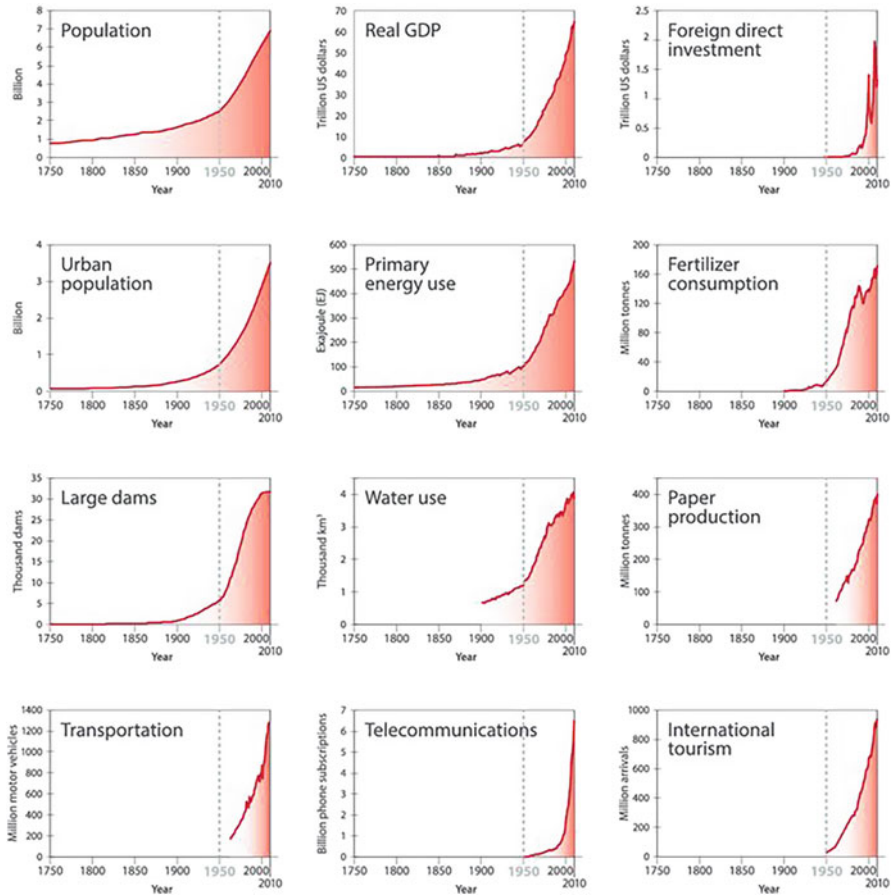 Population
Billion
8
7
6
5
4
3
2
1
0
1750 1800 1850 1900 1950 2000
2010
Year
Real GDP
Trillion US dollars
70
60
50
40
30
20
10
0
1750 1800 1850 1900 1950 2000
2010
Year
Foreign direct
investment
Trillion US dollars
2.5
2
1.5
1
0.5
0
1750 1800 1850 1900 1950 2000
2010
Year
Urban
population
Billion
4
3
2
1
0
1750 1800 1850 1900 1950 2000
2010
Year
Primary
energy use
Exajoule (EJ)
600
500
400
300
200
100
0
1750 1800 1850 1900 1950 2000
2010
Year
Fertilizer
consumption
Million tonnes
200
160
120
80
40
0
1750 1800 1850 1900 1950 2000
2010
Year
Large dams
Thousand dams
35
30
25
20
15
10
5
0
1750 1800 1850 1900 1950 2000
2010
Year
Water use
Thousand km³
4
3
2
1
0
1750 1800 1850 1900 1950 2000
2010
Year
Paper
production
Million tonnes
400
300
200
100
0
1750 1800 1850 1900 1950 2000
2010
Year
Transportation
Million motor vehicles
1400
1200
1000
800
600
400
200
0
1750 1800 1850 1900 1950 2000
2010
Year
Telecommunications
Billion phone subscriptions
7
6
5
4
3
2
1
0
1750 1800 1850 1900 1950 2000
2010
Year
International
tourism
Million arrivals
1000
800
600
400
200
0
1750 1800 1850 1900 1950 2000
2010
Year